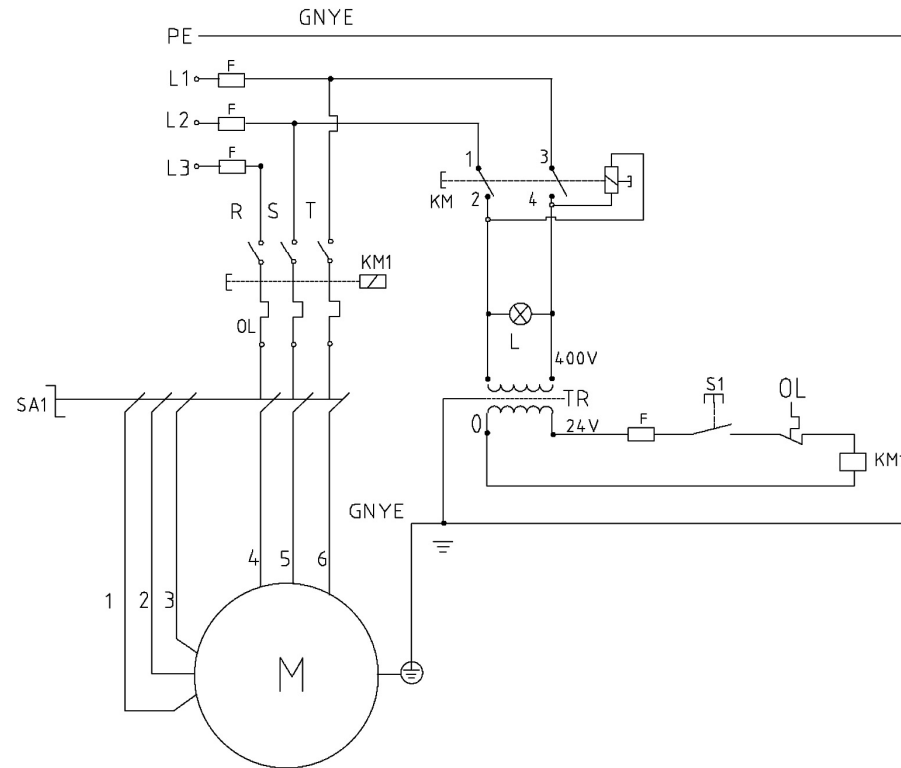 GNYE
PE
L1 F
L2 F
L3 F
1 3
KM 2 4
R S T
KM1
OL
L
400V
SA1
TR
S1 OL
0 24V F
KM1
GNYE
4 5 6
1 2 3
M